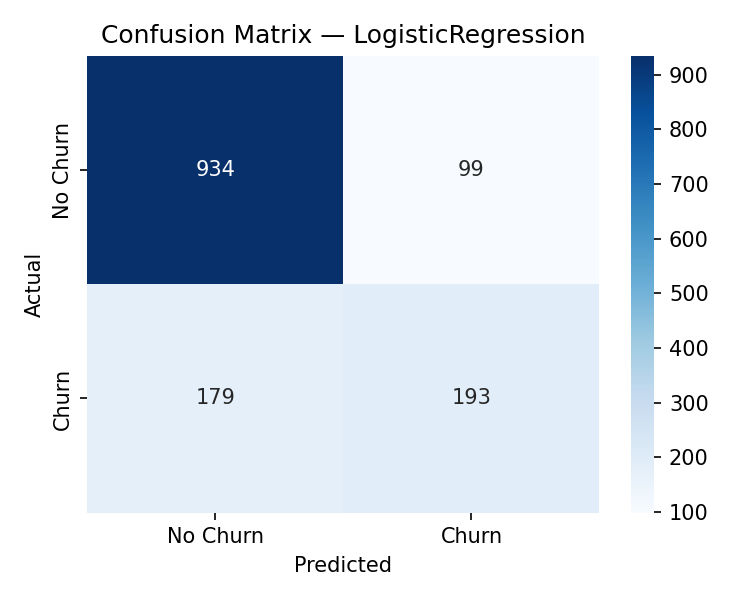 Confusion Matrix — LogisticRegression
Actual
No Churn
Churn
934
99
179
193
No Churn
Churn
Predicted
900
800
700
600
500
400
300
200
100